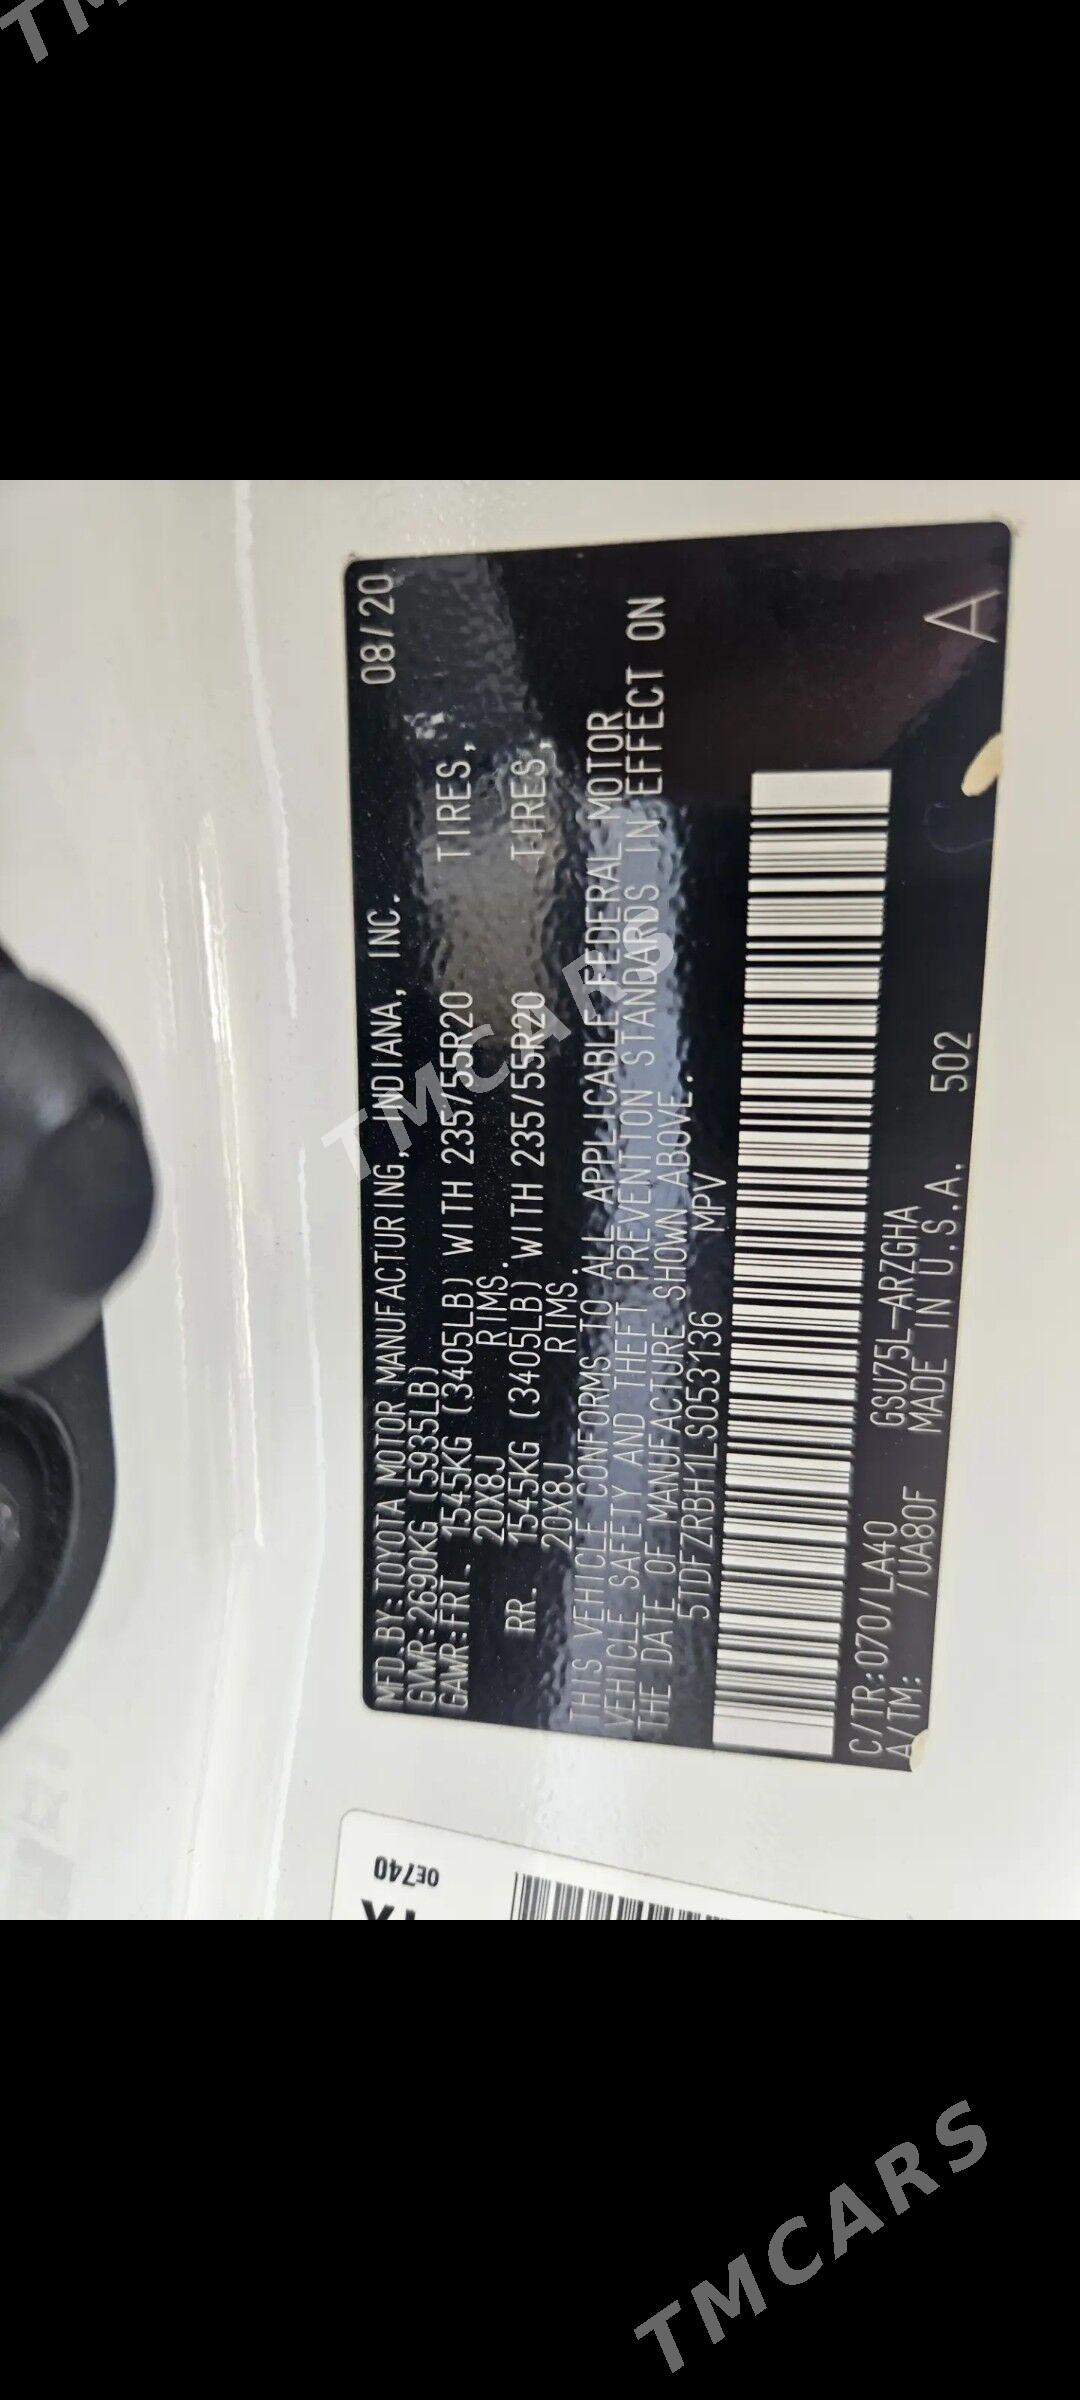 MFD.BY:TOYOTA MOTOR MANUFACTURING,INDIANA, INC. 08/20
GVWR:2690KG (5935LB)
GAWR:FRT. 1545KG (3405LB) WITH 235/55R20 TIRES,
20X8J RIMS.
RR. 1545KG (3405LB) WITH 235/55R20 TIRES,
20X8J RIMS.
THIS VEHICLE CONFORMS TO ALL APPLICABLE FEDERAL MOTOR
VEHICLE SAFETY AND THEFT PREVENTION STANDARDS IN EFFECT ON
THE DATE OF MANUFACTURE SHOWN ABOVE.
5TDFZRBH1LS053136 MPV
C/TR:070/LA40 GSU75L-ARZGHA
A/TM: /UA80F MADE IN U.S.A. 502 A
0E740
TMCARS
TMCARS